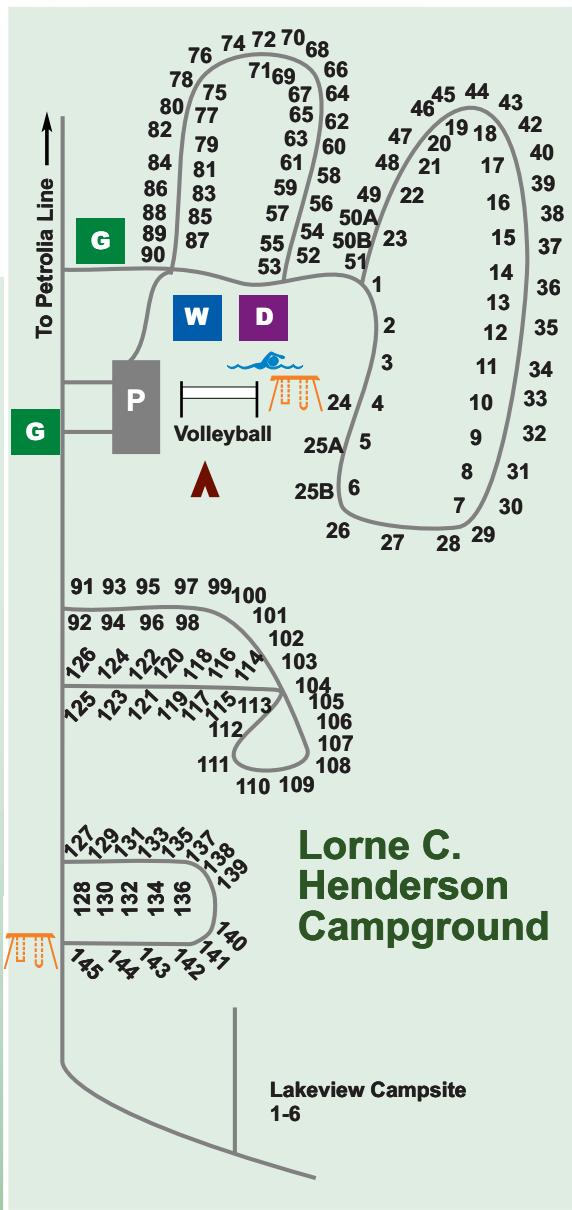 To Petrolia Line
74 72 70
76 68
71 69 66
78 75 67 64
80 77 65 62
82 63 60
79
84 81 61 58
86 83 59 56
88 85 57
89 87 55 54
90 53 52
G
45 44 43
46 42
47 20 19 18 40
48 21 17
49 22 16 39
50A 38
50B 23 15 37
51 14
1 36
13
2 12 35
3 11 34
24 4 10 33
25A 5 9 32
8 31
25B 6 7 30
26 27 28 29
W D
P
G
Volleyball
91 93 95 97 99 100
92 94 96 98 101
102
126 124 122 120 118 116 114 103
104
125 123 121 119 117 115 113 105
112 106
107
111 108
110 109
127 129 131 133 135 137 138 139
128 130 132 134 136
140
145 144 143 142 141
Lorne C.
Henderson
Campground
Lakeview Campsite
1-6